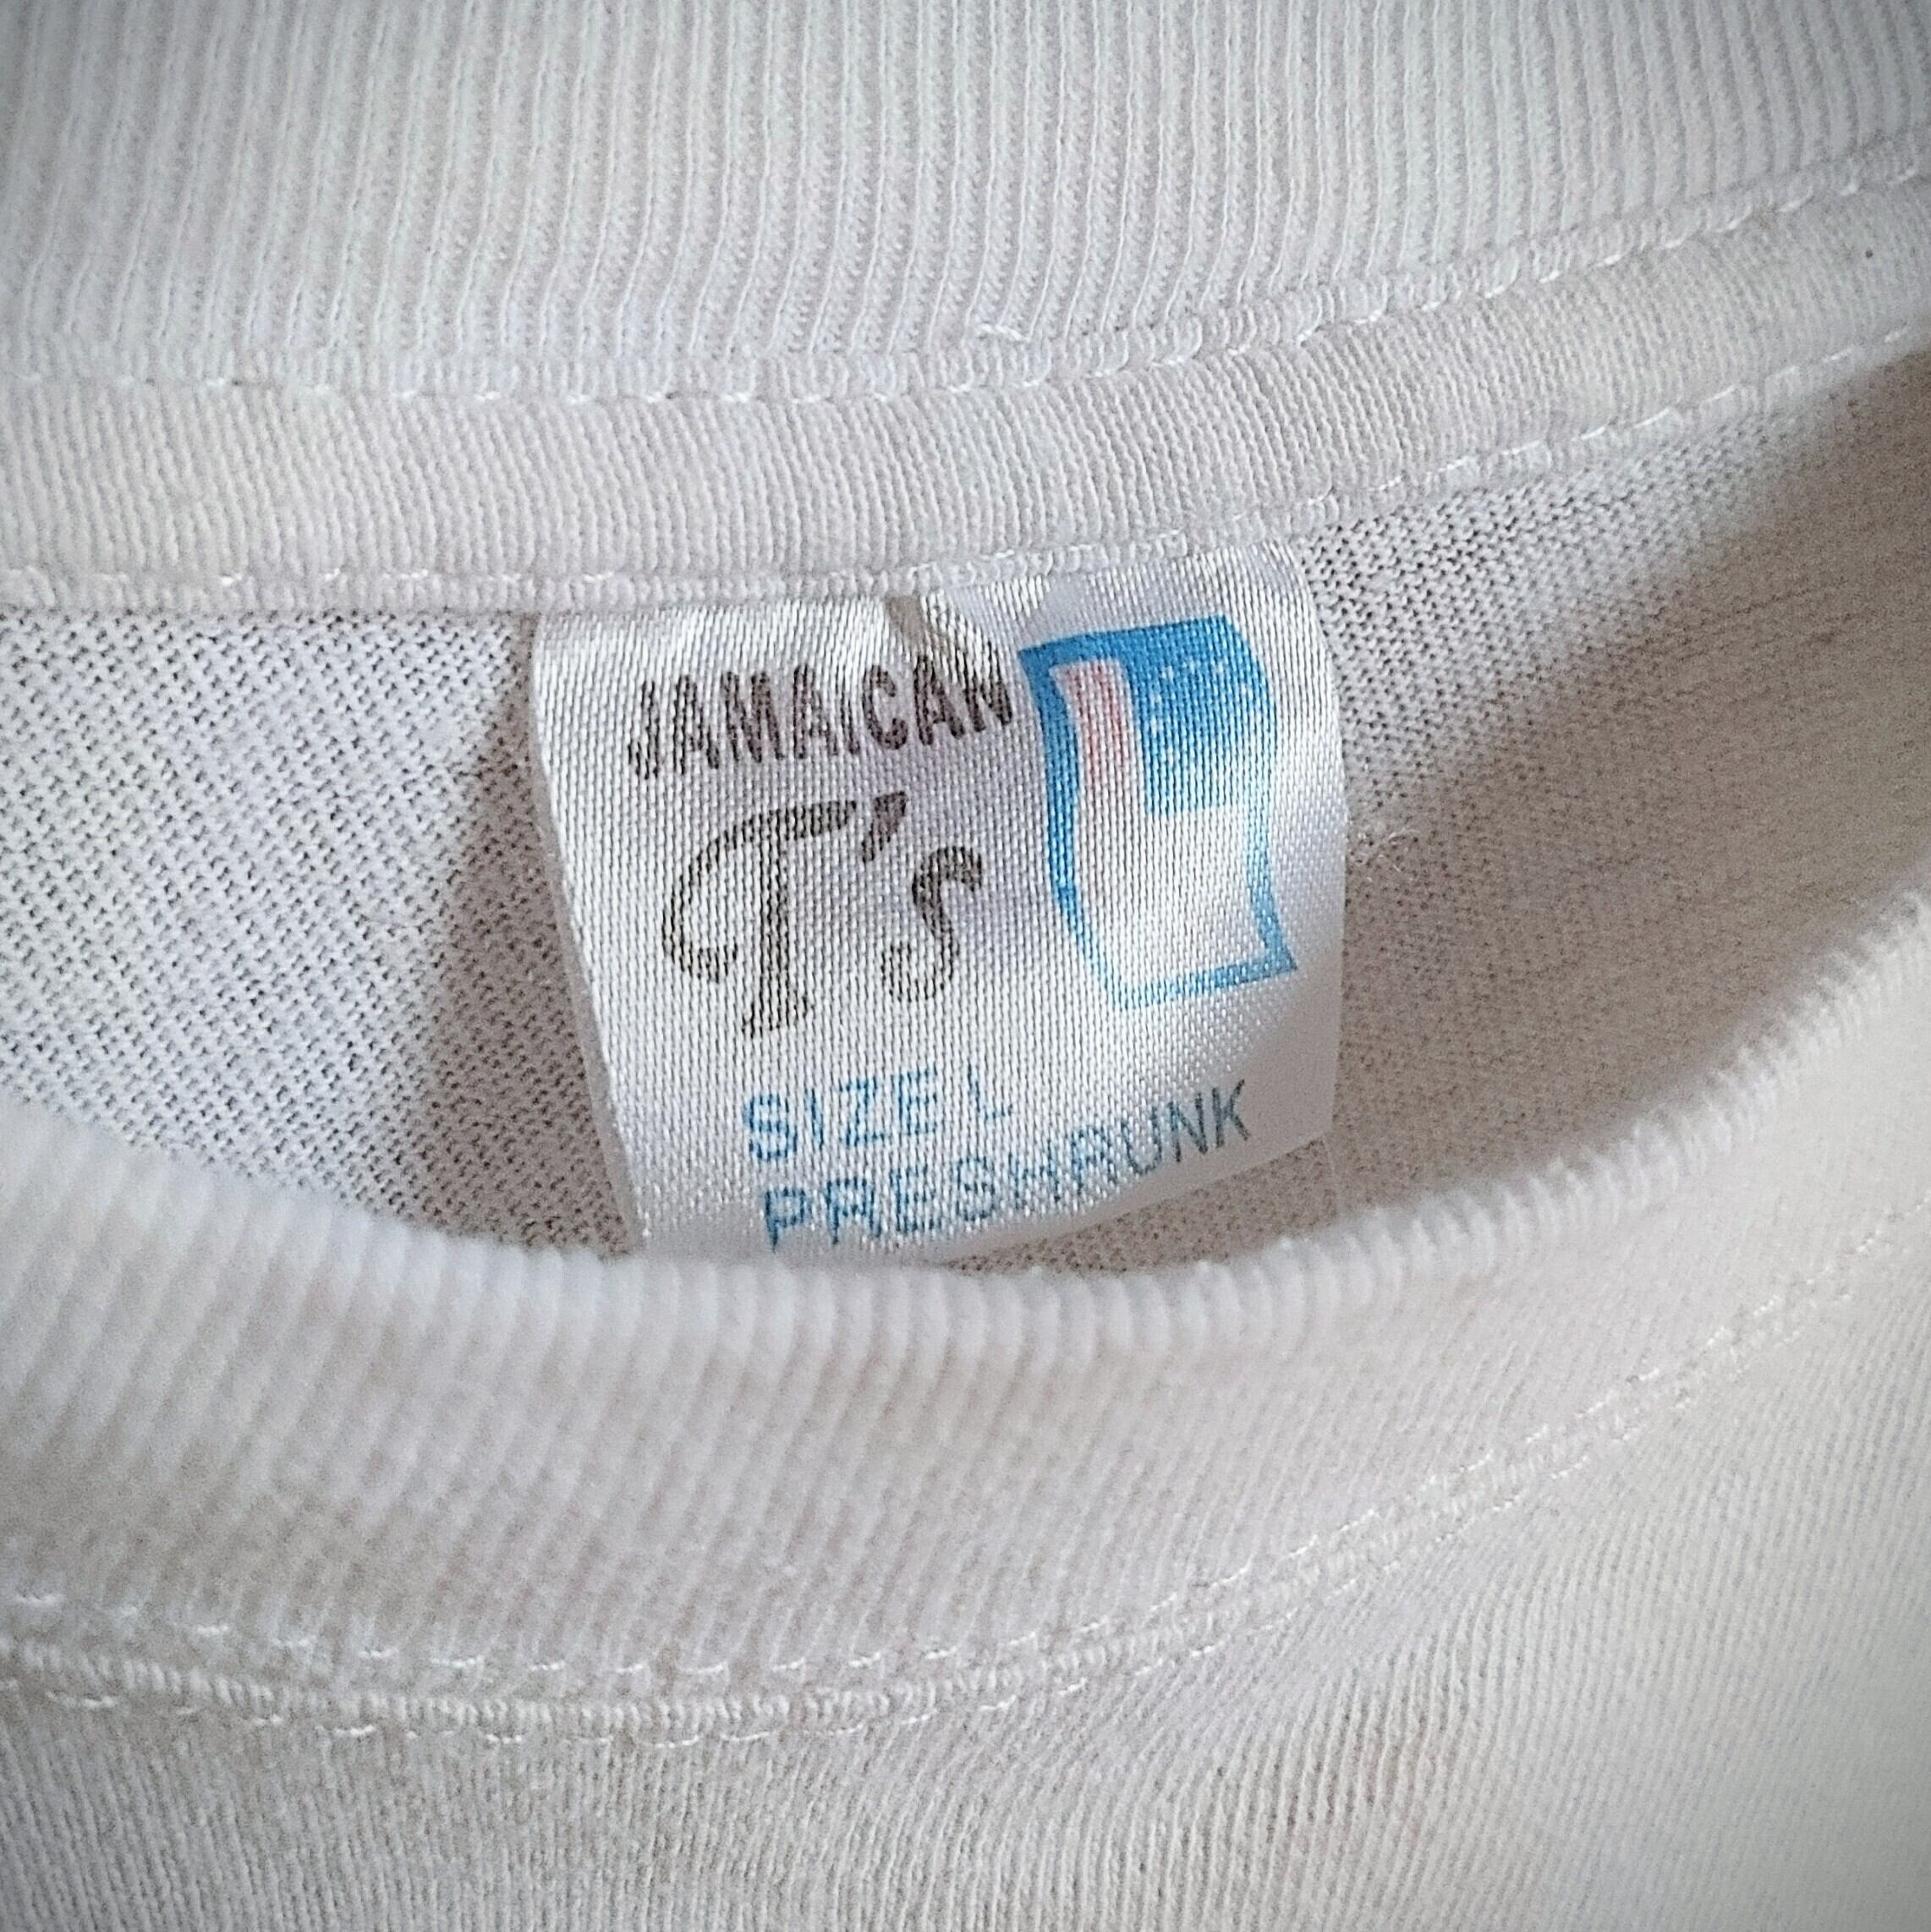 JAMAICAN
T's
SIZE L
PRESHRUNK